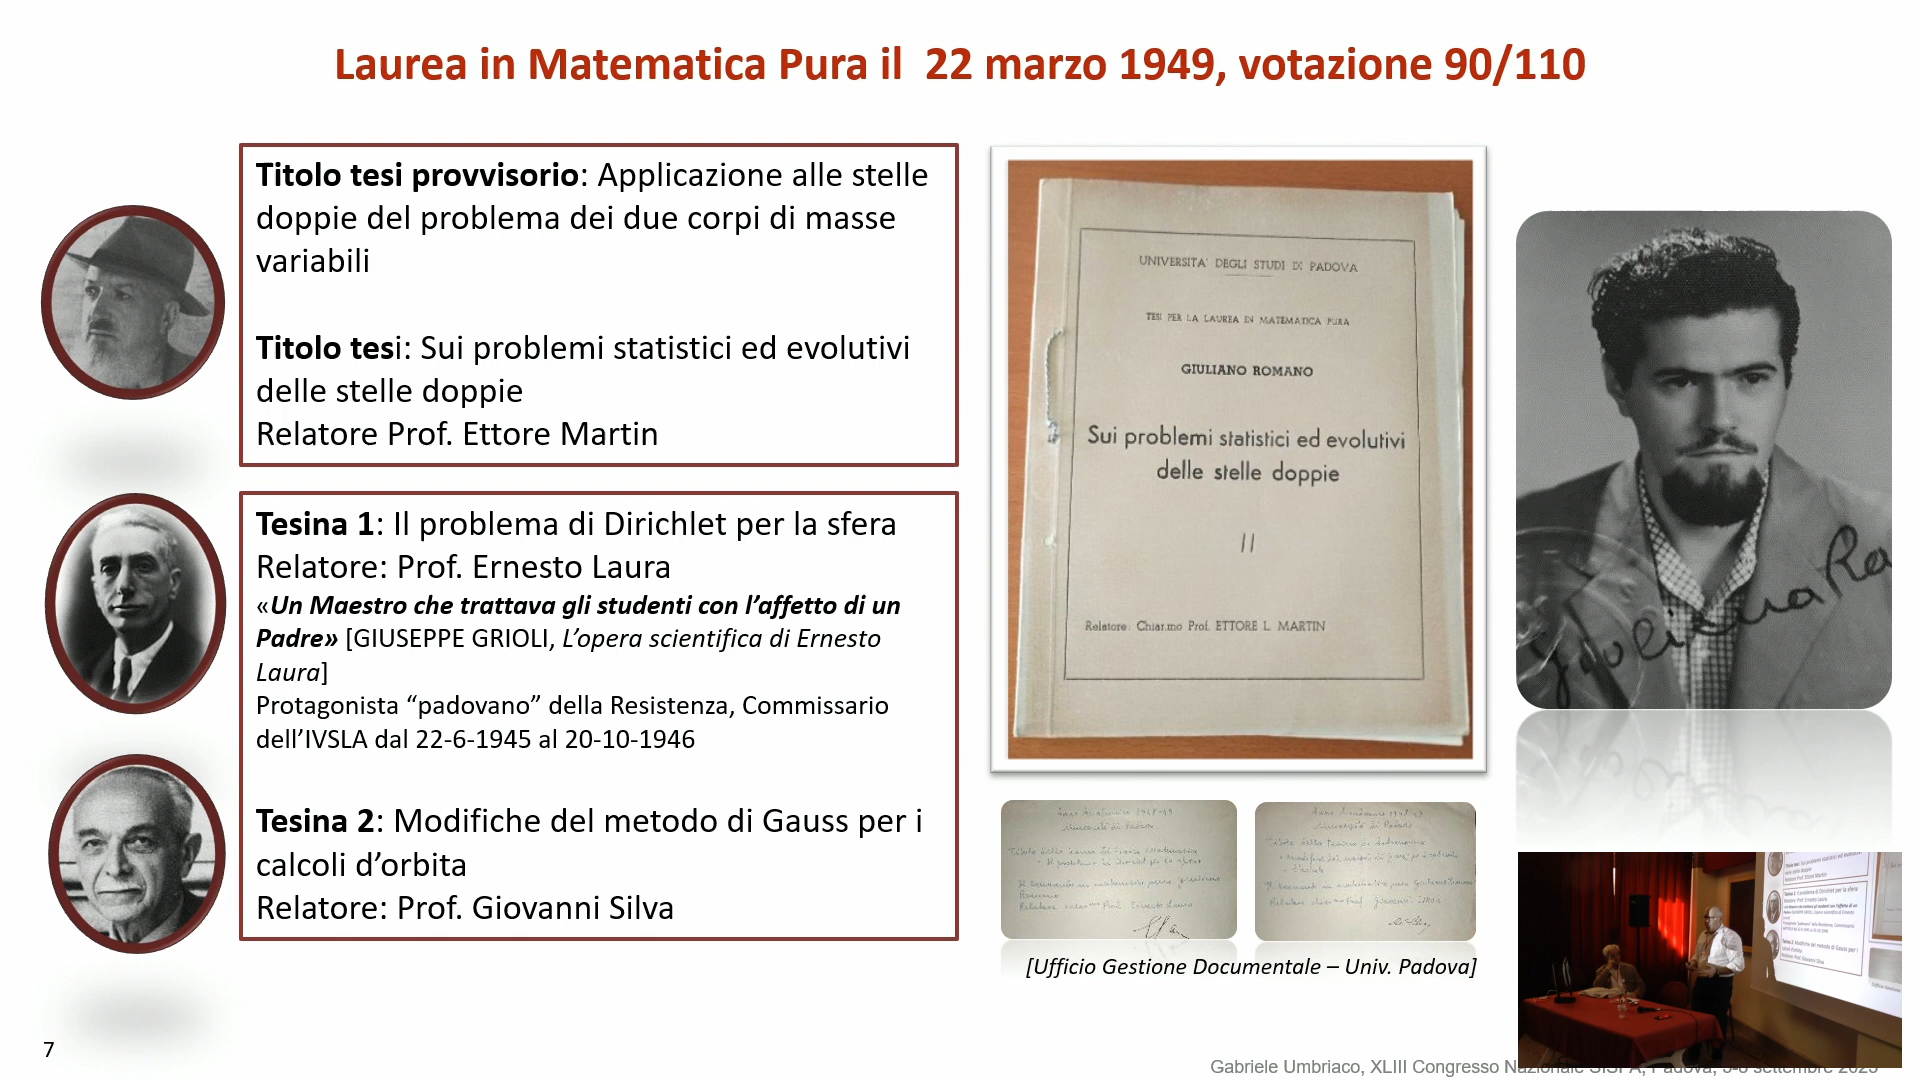 Laurea in Matematica Pura il  22 marzo 1949, votazione 90/110
Titolo tesi provvisorio: Applicazione alle stelle
doppie del problema dei due corpi di masse
variabili
Titolo tesi: Sui problemi statistici ed evolutivi
delle stelle doppie
Relatore Prof. Ettore Martin
Tesina 1: Il problema di Dirichlet per la sfera
Relatore: Prof. Ernesto Laura
«Un Maestro che trattava gli studenti con l’affetto di un
Padre» [GIUSEPPE GRIOLI, L’opera scientifica di Ernesto
Laura]
Protagonista “padovano” della Resistenza, Commissario
dell’IVSLA dal 22-6-1945 al 20-10-1946
Tesina 2: Modifiche del metodo di Gauss per i
calcoli d’orbita
Relatore: Prof. Giovanni Silva
UNIVERSITA' DEGLI STUDI DI PADOVA
TESI PER LA LAUREA IN MATEMATICA PURA
GIULIANO ROMANO
Sui problemi statistici ed evolutivi
delle stelle doppie
II
Relatore: Chiar.mo Prof. ETTORE L. MARTIN
[Ufficio Gestione Documentale – Univ. Padova]
7
Gabriele Umbriaco, XLIII Congresso